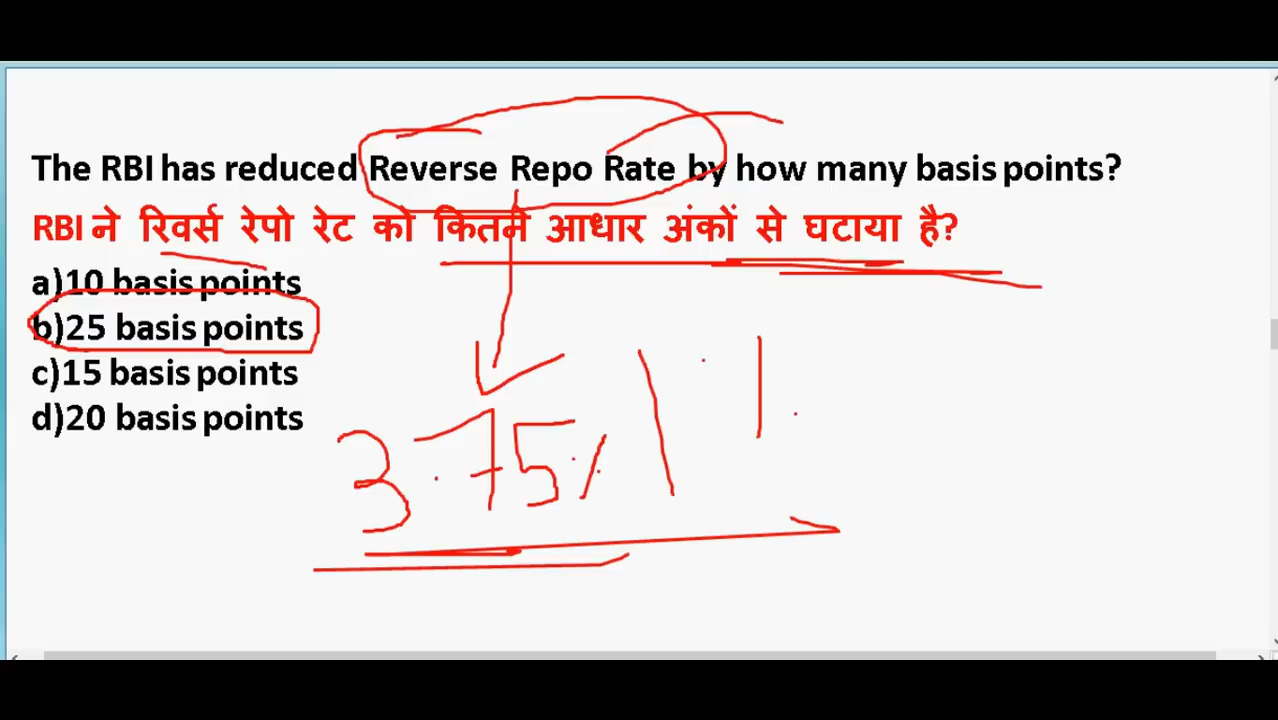 The RBI has reduced Reverse Repo Rate by how many basis points?
RBI ने रिवर्स रेपो रेट को कितने आधार अंकों से घटाया है?
a)10 basis points
b)25 basis points
c)15 basis points
d)20 basis points
3.75%